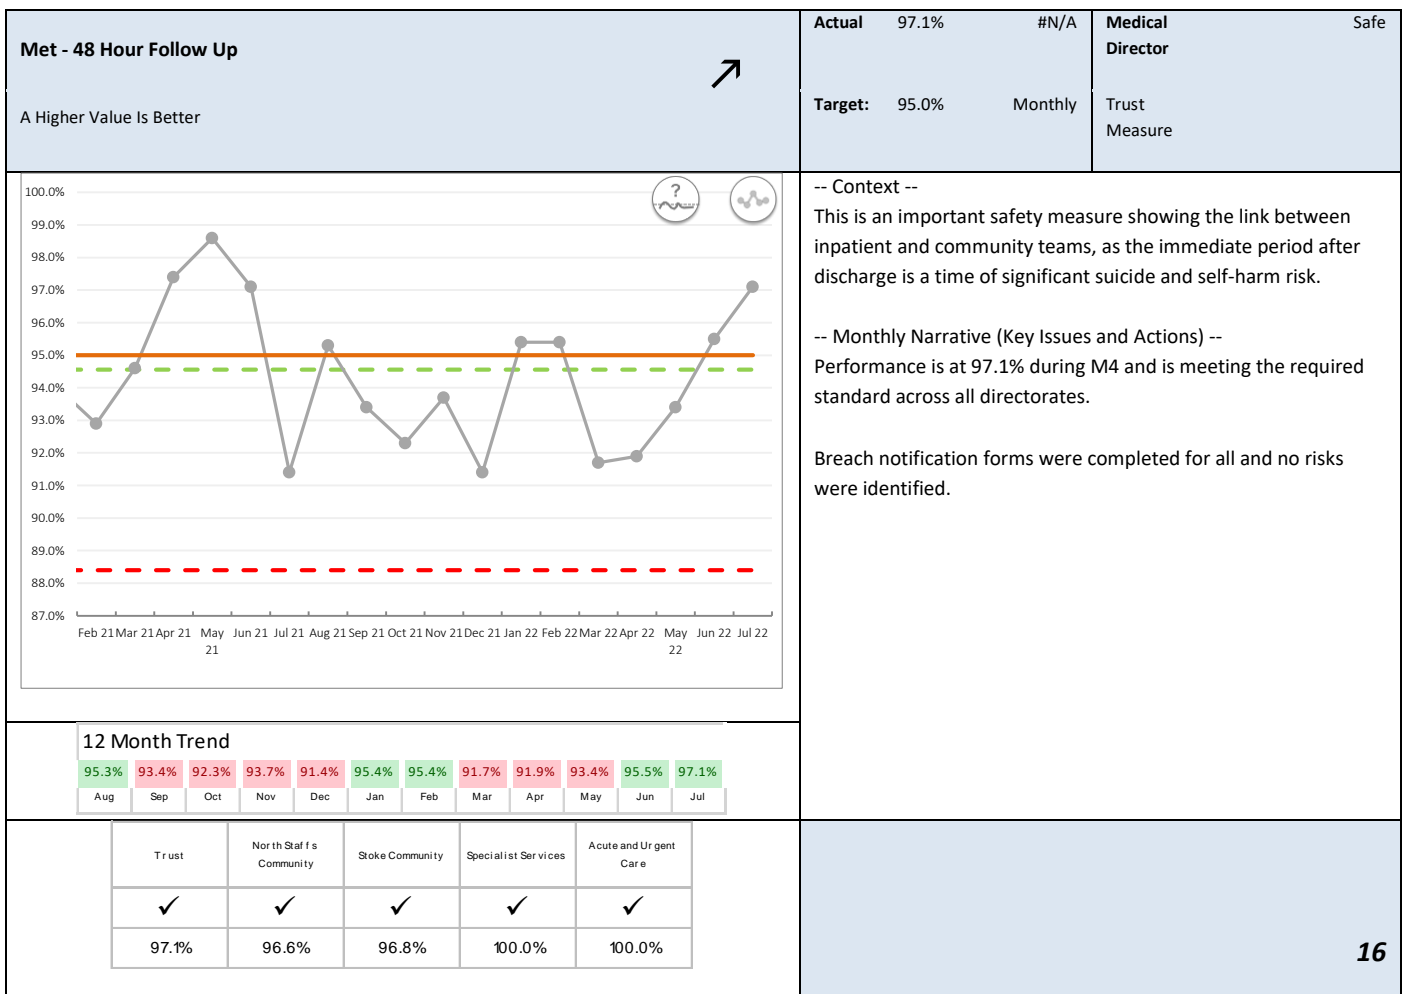 Met - 48 Hour Follow Up
A Higher Value Is Better
Actual 97.1% #N/A
Target: 95.0% Monthly
Medical
Director
Safe
Trust
Measure
100.0%
99.0%
98.0%
97.0%
96.0%
95.0%
94.0%
93.0%
92.0%
91.0%
90.0%
89.0%
88.0%
87.0%
?
Feb 21 Mar 21 Apr 21 May 21 Jun 21 Jul 21 Aug 21 Sep 21 Oct 21 Nov 21 Dec 21 Jan 22 Feb 22 Mar 22 Apr 22 May 22 Jun 22 Jul 22
-- Context --
This is an important safety measure showing the link between
inpatient and community teams, as the immediate period after
discharge is a time of significant suicide and self-harm risk.
-- Monthly Narrative (Key Issues and Actions) --
Performance is at 97.1% during M4 and is meeting the required
standard across all directorates.
Breach notification forms were completed for all and no risks
were identified.
12 Month Trend
95.3% 93.4% 92.3% 93.7% 91.4% 95.4% 95.4% 91.7% 91.9% 93.4% 95.5% 97.1%
Aug Sep Oct Nov Dec Jan Feb Mar Apr May Jun Jul
Trust
North Staffs
Community
Stoke Community
Specialist Services
Acute and Urgent
Care
✓ ✓ ✓ ✓ ✓
97.1% 96.6% 96.8% 100.0% 100.0%
16